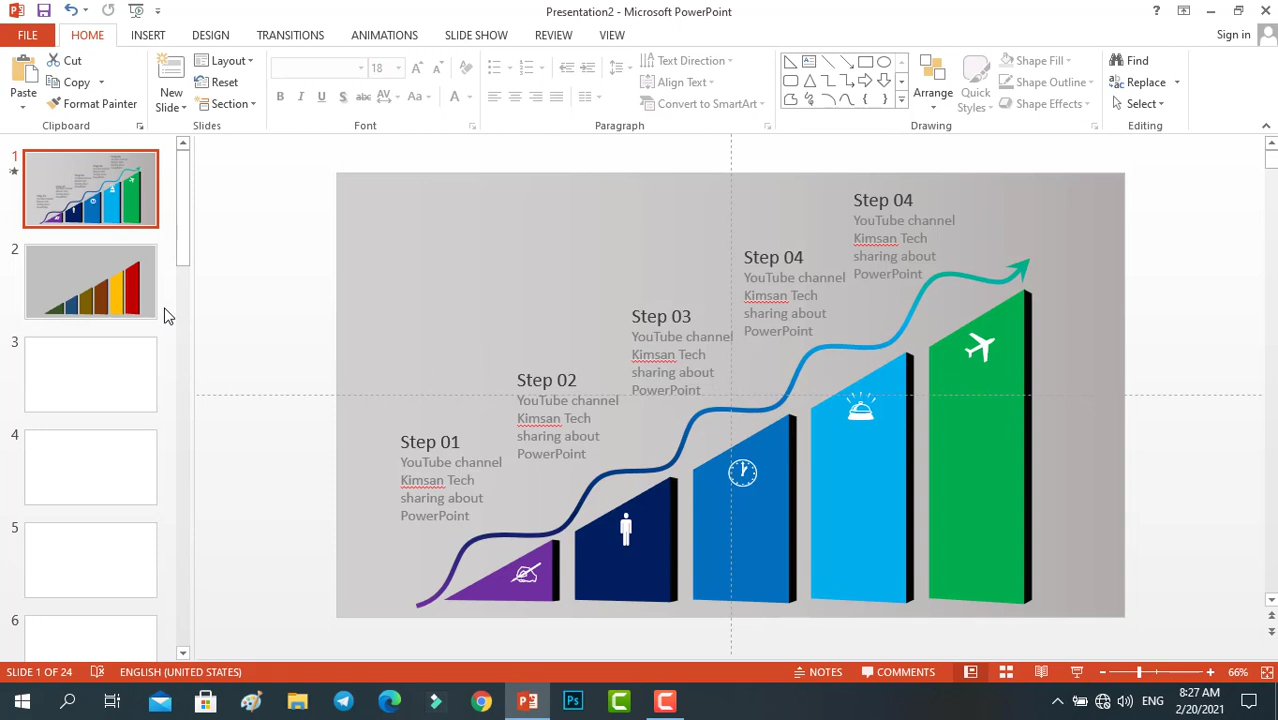 Presentation2 - Microsoft PowerPoint
?
FILE
HOME
INSERT
DESIGN
TRANSITIONS
ANIMATIONS
SLIDE SHOW
REVIEW
VIEW
Sign in
Paste
Cut
Copy
Format Painter
Clipboard
New
Slide
Layout
Reset
Section
Slides
18
B I U S abc AV Aa A
Font
Text Direction
Align Text
Convert to SmartArt
Paragraph
Arrange
Quick
Styles
Shape Fill
Shape Outline
Shape Effects
Drawing
Find
Replace
Select
Editing
1
2
3
4
5
6
Step 04
YouTube channel
Kimsan Tech
sharing about
PowerPoint
Step 04
YouTube channel
Kimsan Tech
sharing about
PowerPoint
Step 03
YouTube channel
Kimsan Tech
sharing about
PowerPoint
Step 02
YouTube channel
Kimsan Tech
sharing about
PowerPoint
Step 01
YouTube channel
Kimsan Tech
sharing about
PowerPoint
SLIDE 1 OF 24
ENGLISH (UNITED STATES)
NOTES
COMMENTS
66%
ENG
8:27 AM
2/20/2021